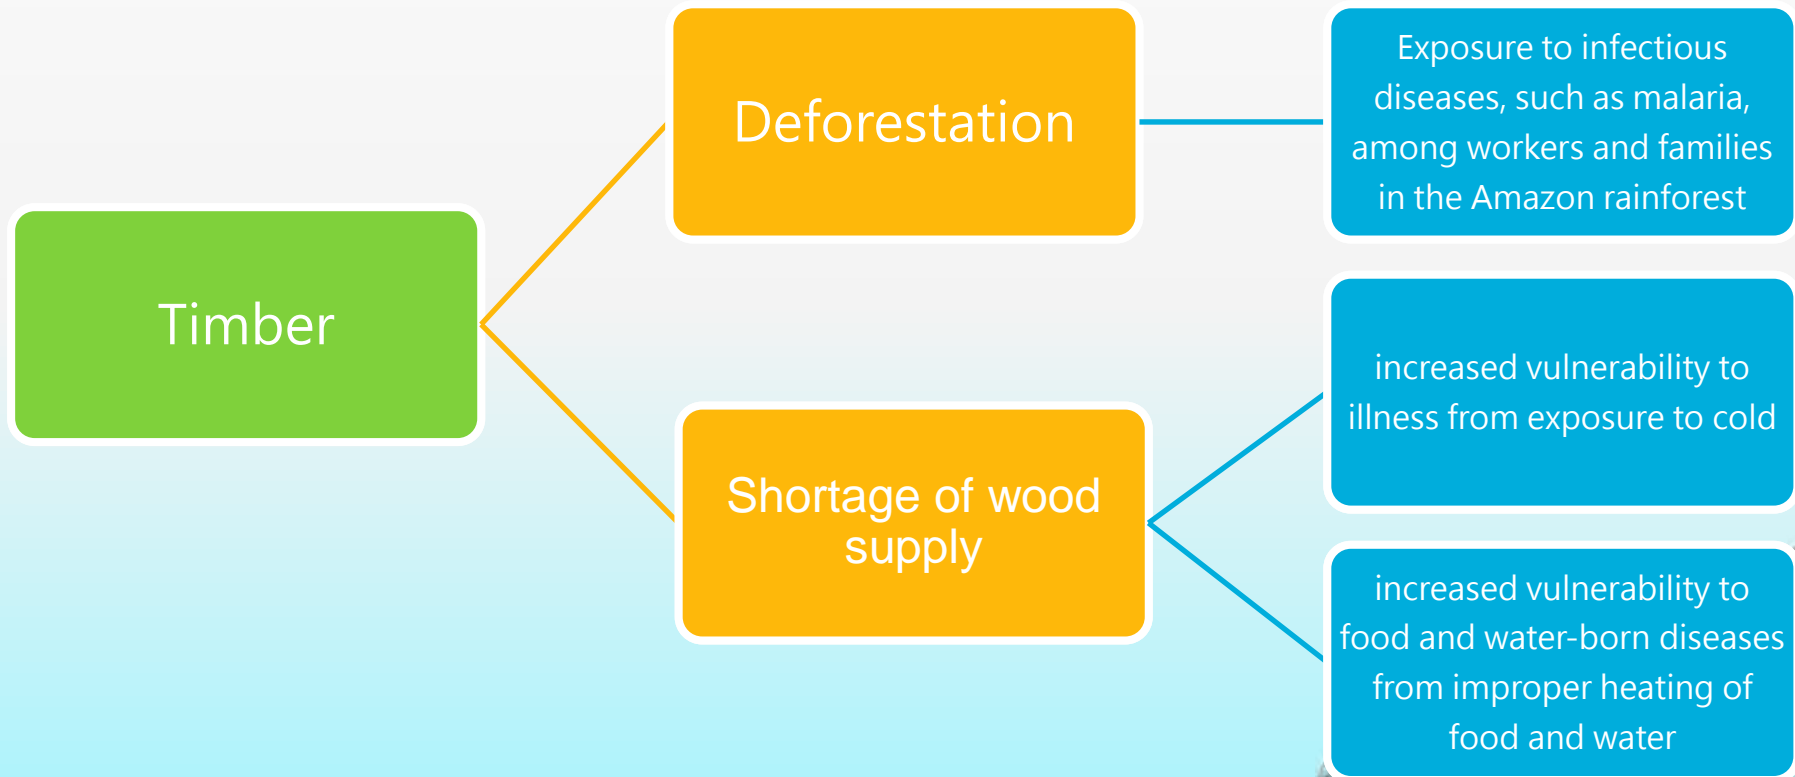 Timber
Deforestation
Shortage of wood
supply
Exposure to infectious
diseases, such as malaria,
among workers and families
in the Amazon rainforest
increased vulnerability to
illness from exposure to cold
increased vulnerability to
food and water-born diseases
from improper heating of
food and water